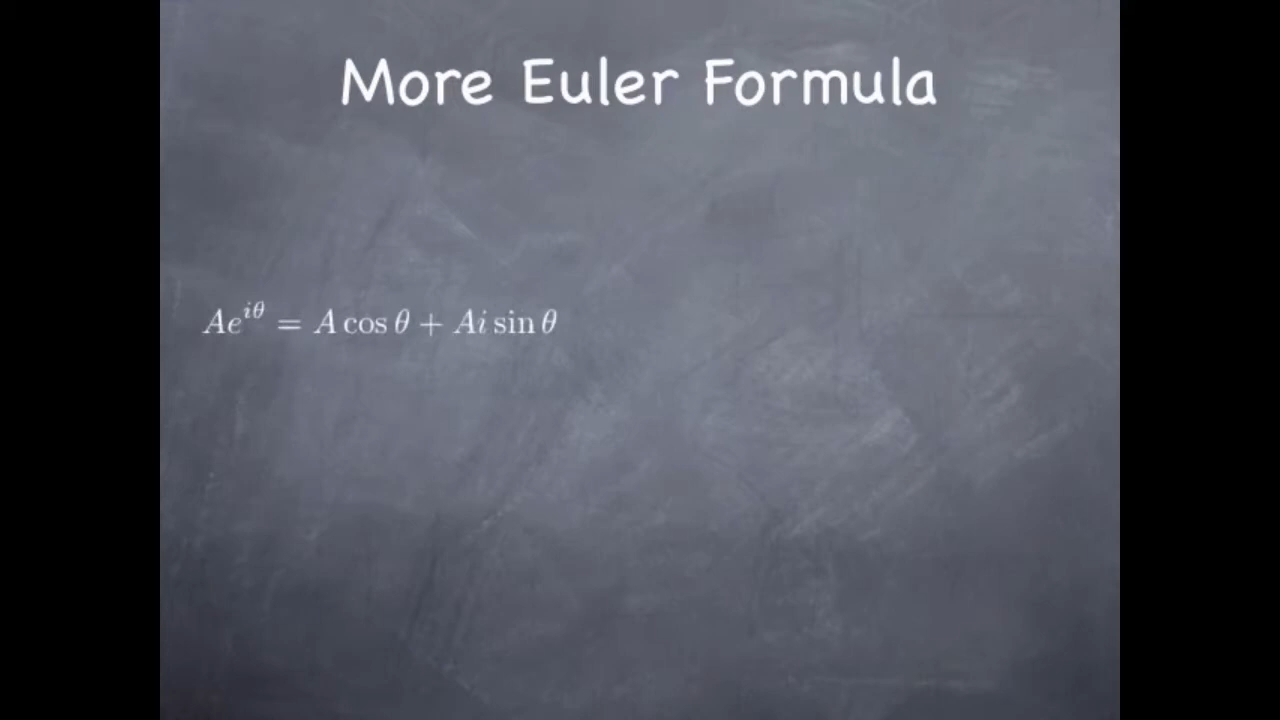 More Euler Formula
Ae^{iθ} = A cos θ + Ai sin θ